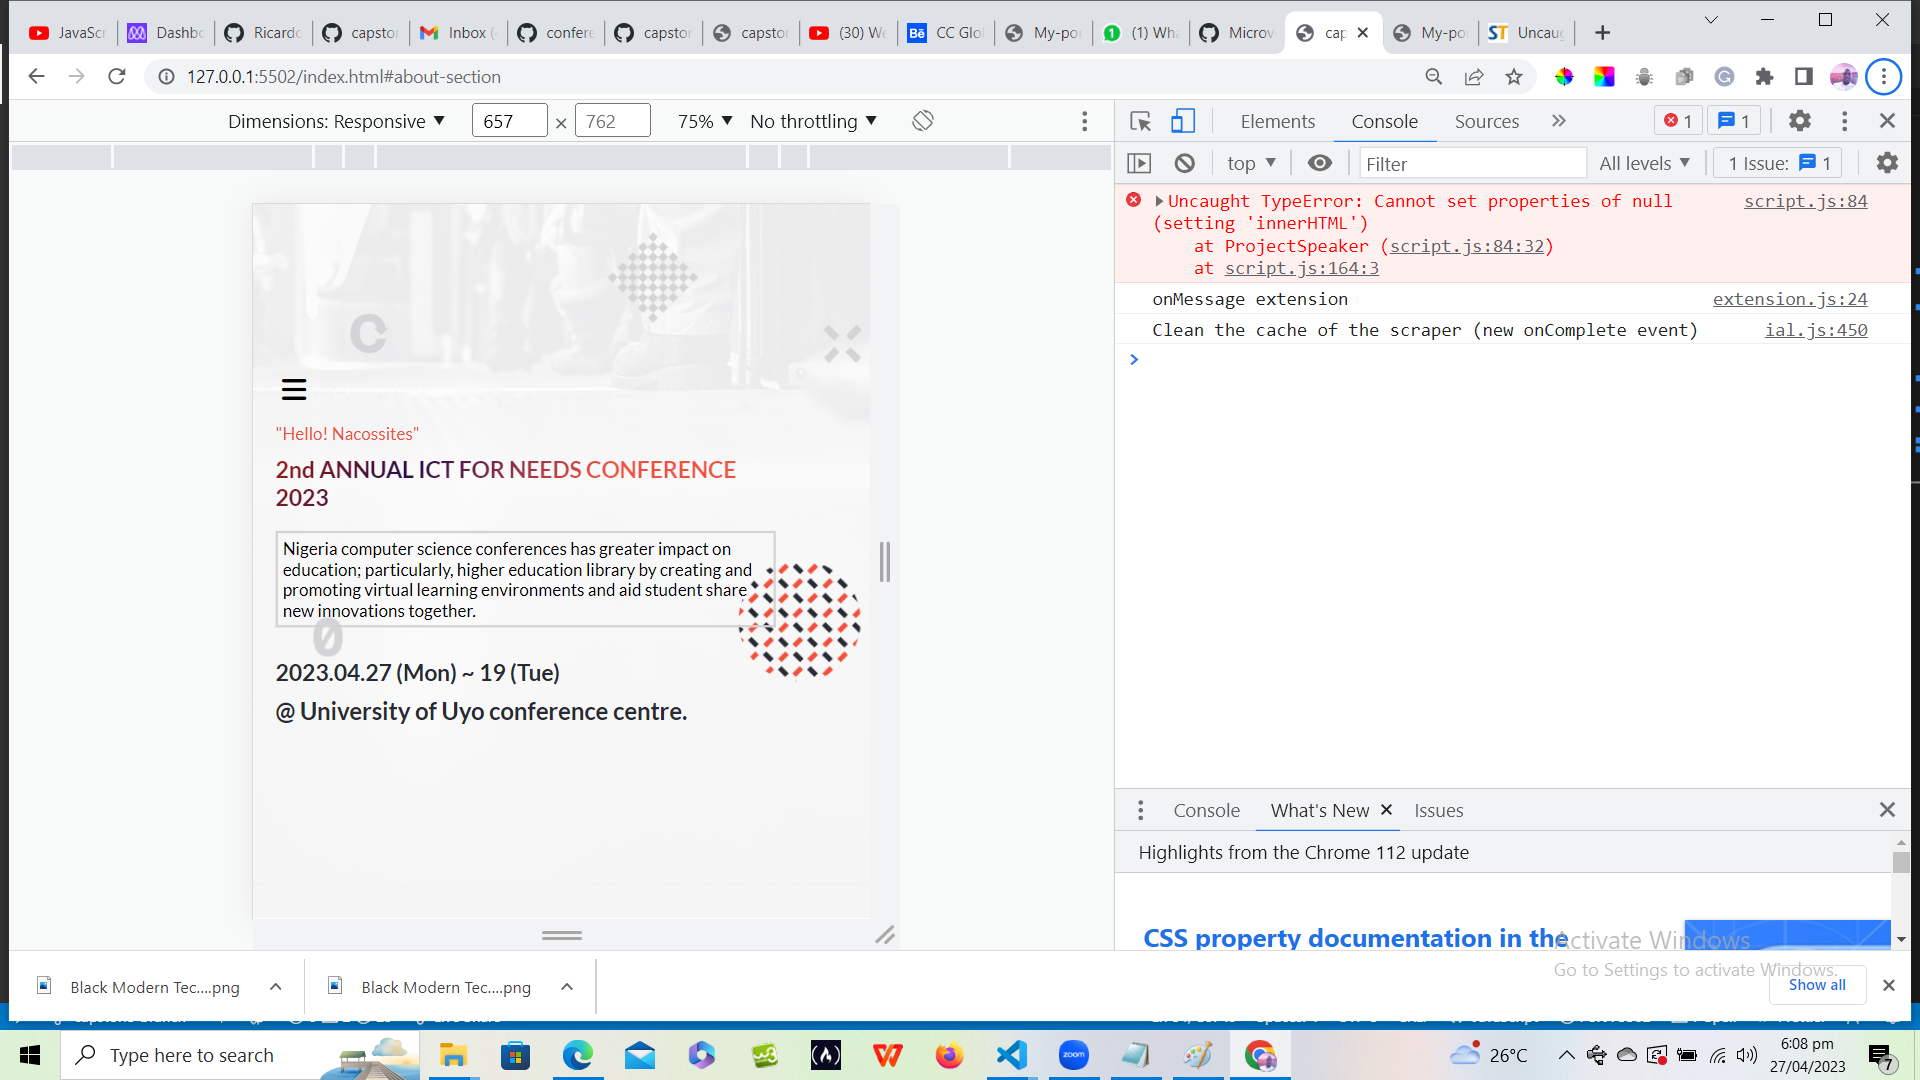 JavaScr
Dashbo
Ricardo
capsto
Inbox (
confere
capsto
capsto
(30) We
CC Glo
My-po
(1) Wha
Microv
cap
My-po
Uncau
127.0.0.1:5502/index.html#about-section
Dimensions: Responsive
657 × 762
75%
No throttling
Elements
Console
Sources
1
1
top
Filter
All levels
1 Issue: 1
Uncaught TypeError: Cannot set properties of null script.js:84
(setting 'innerHTML')
at ProjectSpeaker (script.js:84:32)
at script.js:164:3
onMessage extension extension.js:24
Clean the cache of the scraper (new onComplete event) ial.js:450
"Hello! Nacossites"
2nd ANNUAL ICT FOR NEEDS CONFERENCE
2023
Nigeria computer science conferences has greater impact on
education; particularly, higher education library by creating and
promoting virtual learning environments and aid student share
new innovations together.
2023.04.27 (Mon) ~ 19 (Tue)
@ University of Uyo conference centre.
Console
What's New
Issues
Highlights from the Chrome 112 update
CSS property documentation in the
Activate Windows
Go to Settings to activate Windows.
Black Modern Tec....png
Black Modern Tec....png
Show all
Type here to search
zoom
26°C
6:08 pm
27/04/2023
7